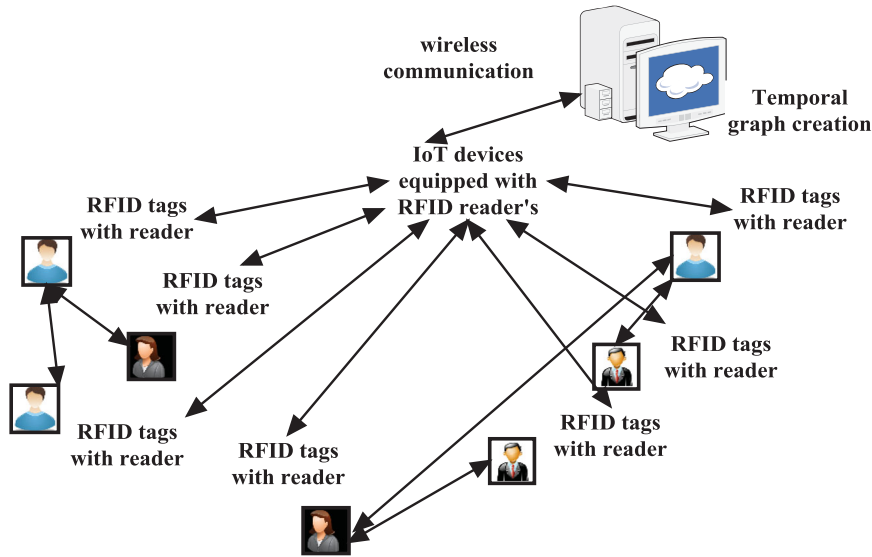 wireless
communication
Temporal
graph creation
IoT devices
equipped with
RFID reader's
RFID tags
with reader
RFID tags
with reader
RFID tags
with reader
RFID tags
with reader
RFID tags
with reader
RFID tags
with reader
RFID tags
with reader